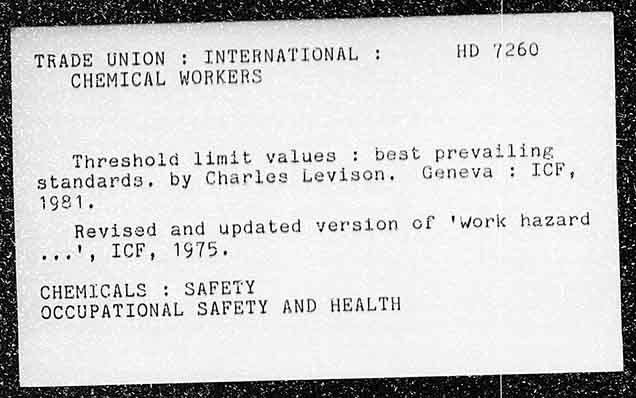 TRADE UNION : INTERNATIONAL : HD 7260
CHEMICAL WORKERS
Threshold limit values : best prevailing
standards. by Charles Levison. Geneva : ICF,
1981.
Revised and updated version of 'Work hazard
...', ICF, 1975.
CHEMICALS : SAFETY
OCCUPATIONAL SAFETY AND HEALTH